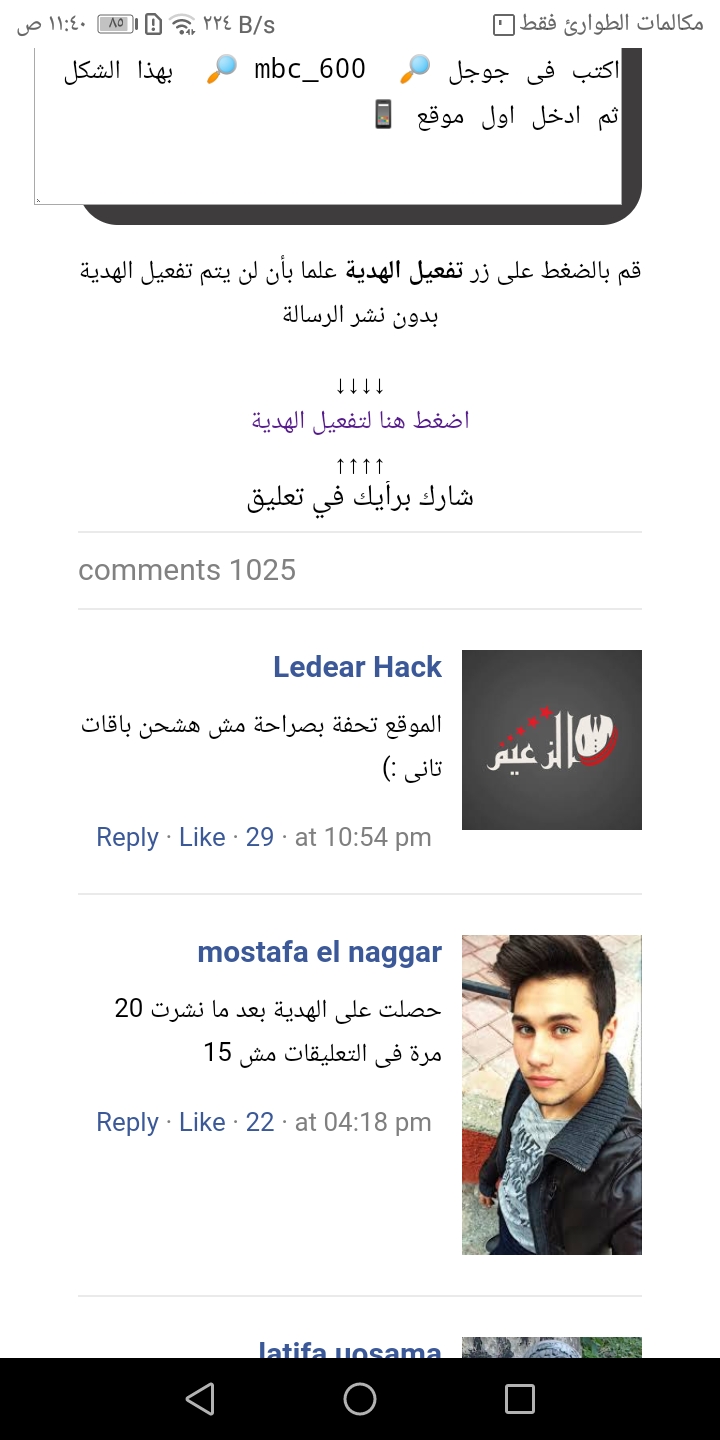 مكالمات الطوارئ فقط ٢٢٤ B/s ٨٥ ١١:٤٠ ص
اكتب فى جوجل 🔎 mbc_600 🔎 بهذا الشكل
ثم ادخل اول موقع 📱
قم بالضغط على زر تفعيل الهدية علما بأن لن يتم تفعيل الهدية
بدون نشر الرسالة
↓↓↓↓
اضغط هنا لتفعيل الهدية
↑↑↑↑
شارك برأيك في تعليق
comments 1025
Ledear Hack
الزعيم
الموقع تحفة بصراحة مش هشحن باقات
تانى :)
Reply · Like · 29 · at 10:54 pm
mostafa el naggar
حصلت على الهدية بعد ما نشرت 20
مرة فى التعليقات مش 15
Reply · Like · 22 · at 04:18 pm
latifa uosama